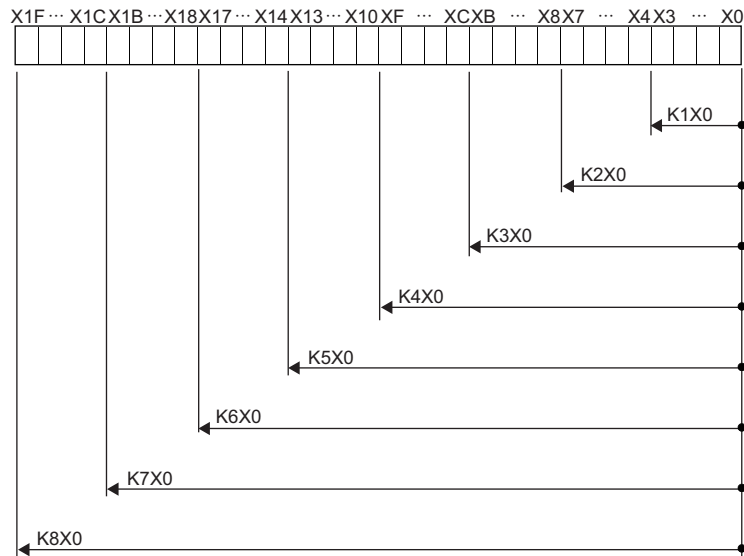 X1F ··· X1C X1B ··· X18 X17 ··· X14 X13 ··· X10 XF ··· XC XB ··· X8 X7 ··· X4 X3 ··· X0
K1X0
K2X0
K3X0
K4X0
K5X0
K6X0
K7X0
K8X0